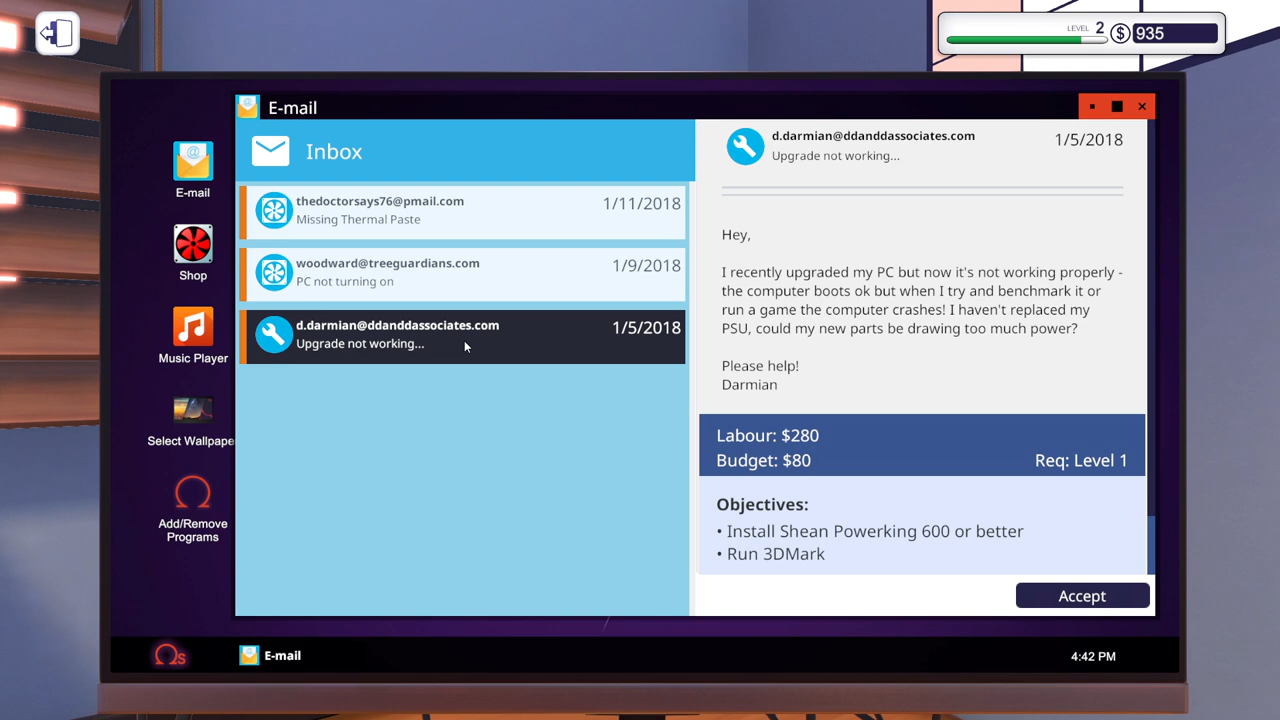 LEVEL 2
$ 935
E-mail
Inbox
thedoctorsays76@pmail.com
1/11/2018
Missing Thermal Paste
woodward@treeguardians.com
1/9/2018
PC not turning on
d.darmian@ddanddassociates.com
1/5/2018
Upgrade not working...
d.darmian@ddanddassociates.com
1/5/2018
Upgrade not working...
Hey,
I recently upgraded my PC but now it's not working properly -
the computer boots ok but when I try and benchmark it or
run a game the computer crashes! I haven't replaced my
PSU, could my new parts be drawing too much power?
Please help!
Darmian
Labour: $280
Budget: $80
Req: Level 1
Objectives:
• Install Shean Powerking 600 or better
• Run 3DMark
Accept
E-mail
Shop
Music Player
Select Wallpape
Add/Remove
Programs
Ωs
E-mail
4:42 PM